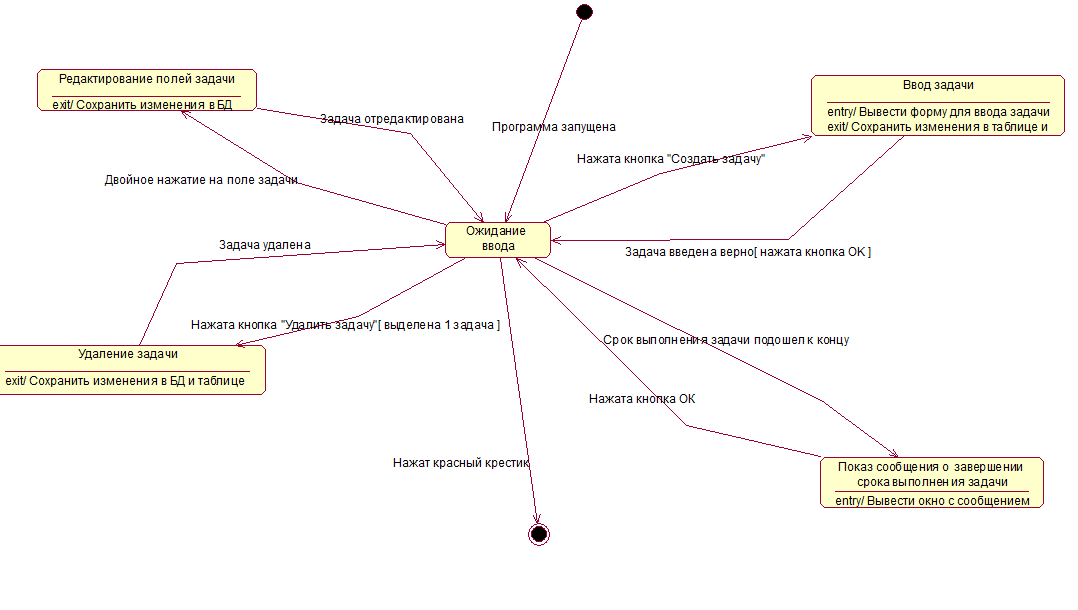 Редактирование полей задачи
exit/ Сохранить изменения в БД
Ввод задачи
entry/ Вывести форму для ввода задачи
exit/ Сохранить изменения в таблице и
Задача отредактирована
Программа запущена
Нажата кнопка "Создать задачу"
Двойное нажатие на поле задачи
Ожидание
ввода
Задача удалена
Задача введена верно[ нажата кнопка OK ]
Нажата кнопка "Удалить задачу"[ выделена 1 задача ]
Срок выполнения задачи подошел к концу
Удаление задачи
exit/ Сохранить изменения в БД и таблице
Нажата кнопка ОК
Нажат красный крестик
Показ сообщения о завершении
срока выполнения задачи
entry/ Вывести окно с сообщением